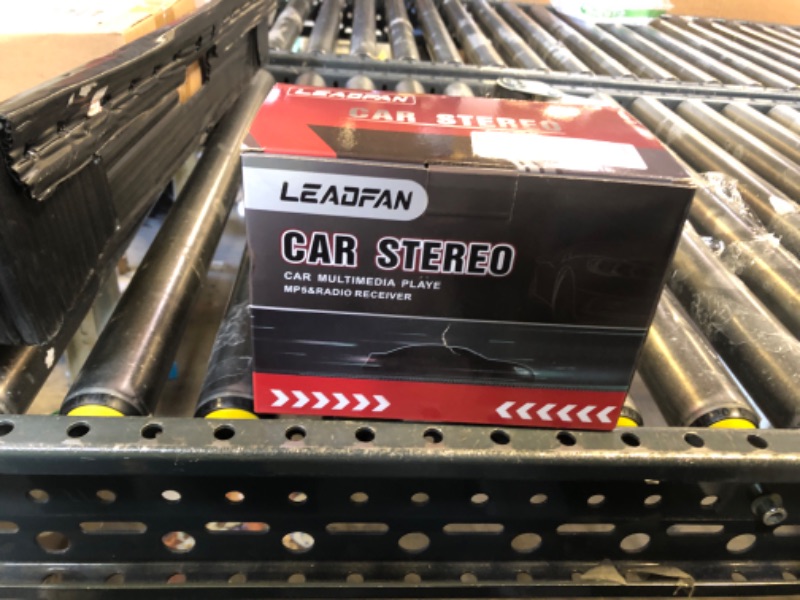 LEADFAN
CAR STEREO
LEADFAN
CAR STEREO
CAR MULTIMEDIA PLAYE
MP5&RADIO RECEIVER